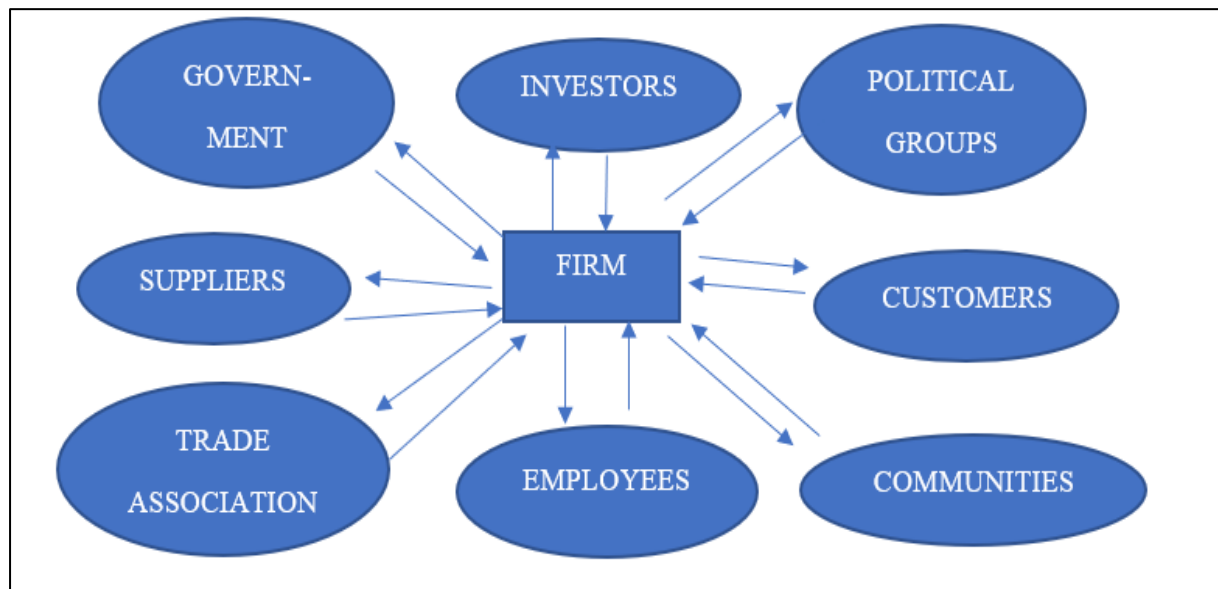 GOVERN-
MENT
INVESTORS
POLITICAL
GROUPS
SUPPLIERS
FIRM
CUSTOMERS
TRADE
ASSOCIATION
EMPLOYEES
COMMUNITIES